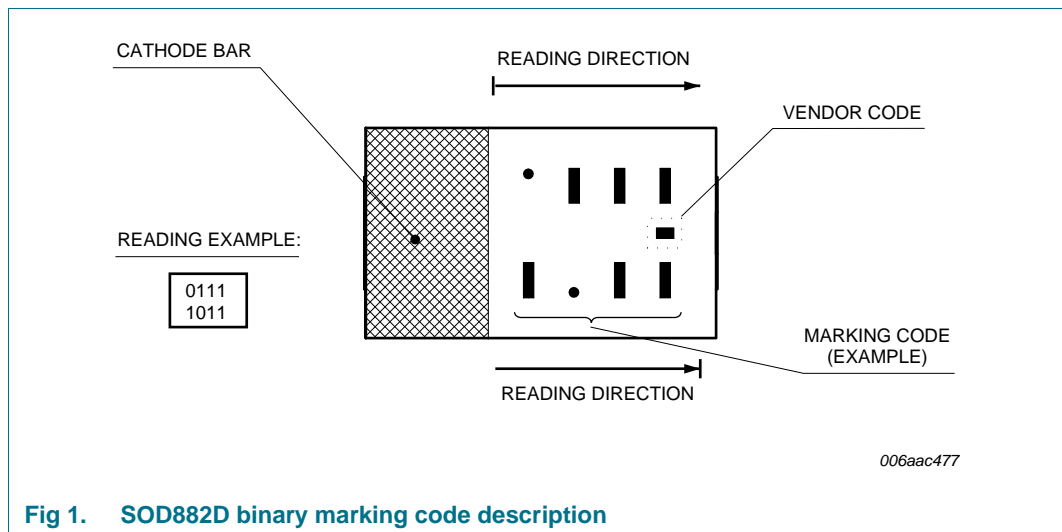 CATHODE BAR
READING DIRECTION
VENDOR CODE
READING EXAMPLE:
0111
1011
MARKING CODE
(EXAMPLE)
READING DIRECTION
006aac477
Fig 1. SOD882D binary marking code description